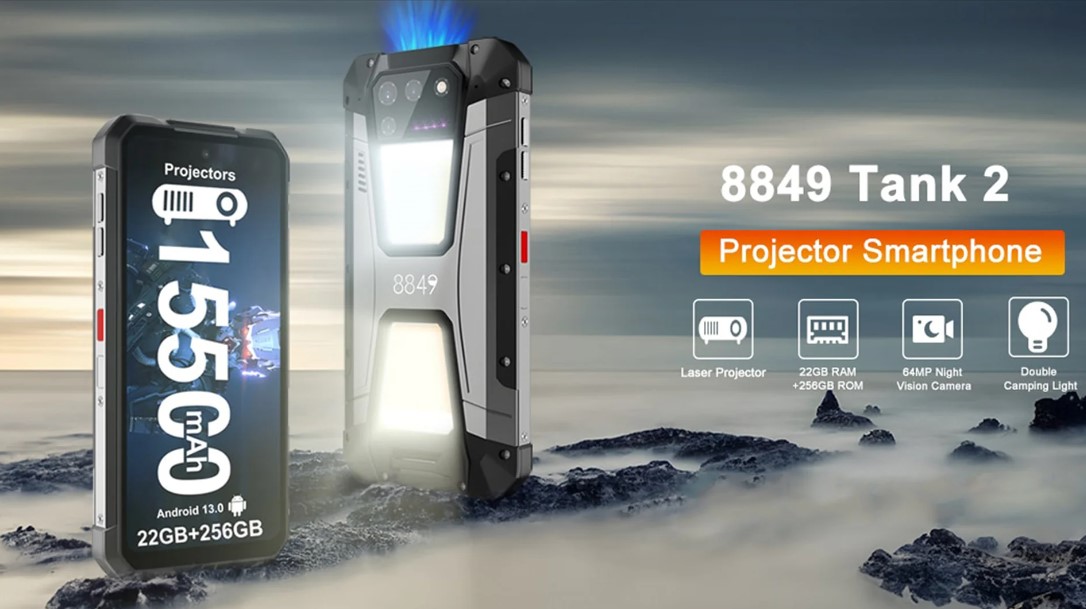 Projectors
15500
mAh
Android 13.0
22GB+256GB
8849
8849 Tank 2
Projector Smartphone
Laser Projector
22GB RAM
+256GB ROM
64MP Night
Vision Camera
Double
Camping Light